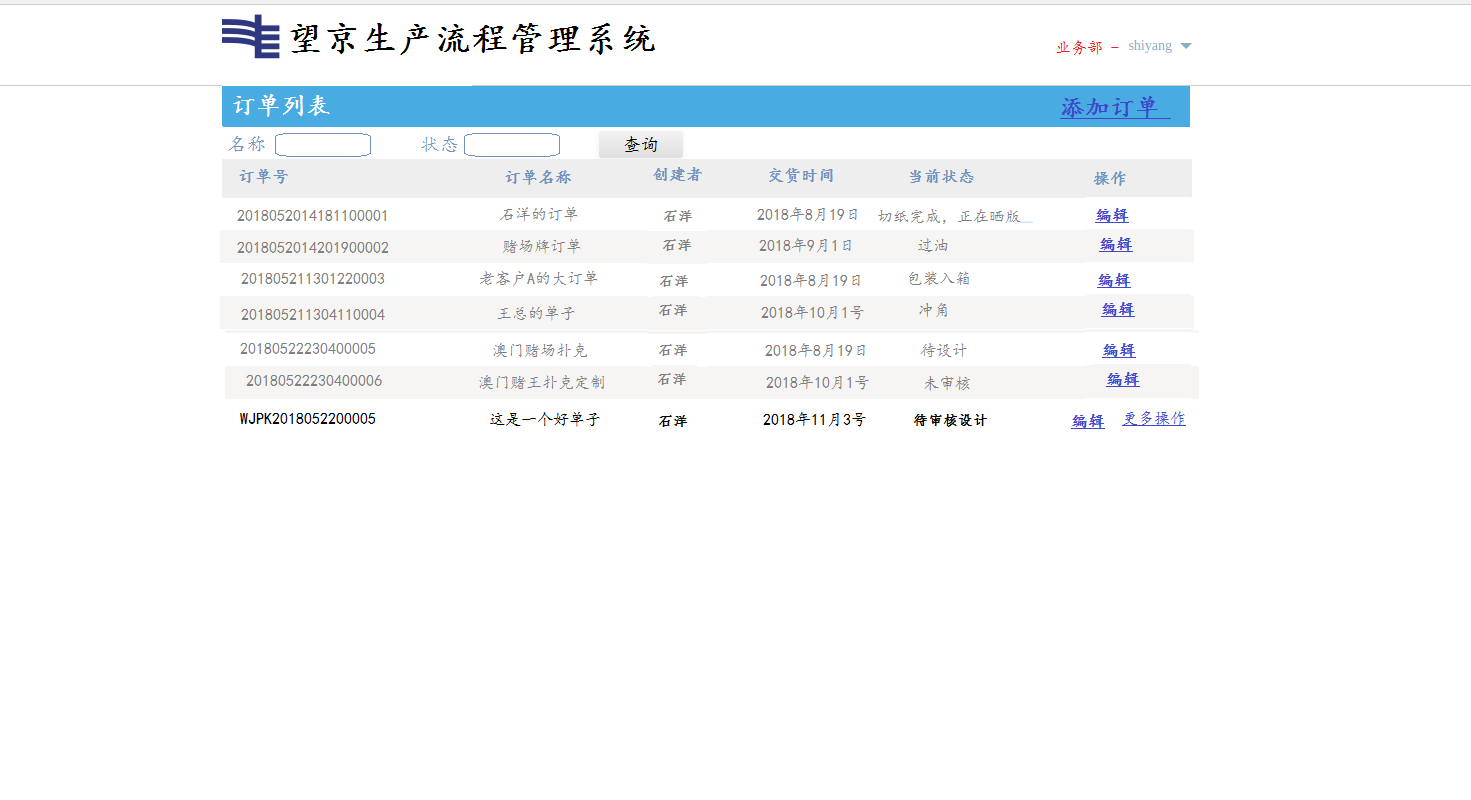 望京生产流程管理系统
业务部 – shiyang
订单列表 添加订单
名称 状态 查询
订单号 订单名称 创建者 交货时间 当前状态 操作
2018052014181100001 石洋的订单 石洋 2018年8月19日 切纸完成，正在晒版 编辑
2018052014201900002 赌场牌订单 石洋 2018年9月1日 过油 编辑
201805211301220003 老客户A的大订单 石洋 2018年8月19日 包装入箱 编辑
201805211304110004 王总的单子 石洋 2018年10月1号 冲角 编辑
20180522230400005 澳门赌场扑克 石洋 2018年8月19日 待设计 编辑
20180522230400006 澳门赌王扑克定制 石洋 2018年10月1号 未审核 编辑
WJPK2018052200005 这是一个好单子 石洋 2018年11月3号 待审核设计 编辑 更多操作